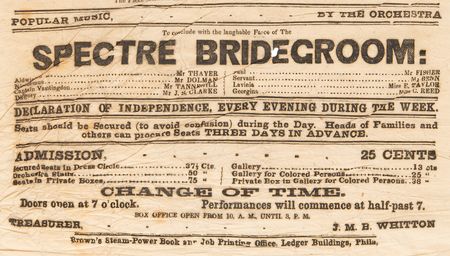 POPULAR MUSIC, BY THE ORCHESTRA
To conclude with the laughable Farce of The
SPECTRE BRIDEGROOM:
Mr THAYER Mr FISHER
Mr DOLMAN Servant Mr BENN
Captain Vauntington Mr TANNEHILL Lavinia Miss E. TAYLOR
Mr J. S. CLARKE Georgina C. REED
DECLARATION OF INDEPENDENCE, EVERY EVENING DURING THE WEEK.
Seats should be Secured (to avoid confusion) during the Day. Heads of Families and
others can procure Seats THREE DAYS IN ADVANCE.
ADMISSION, 25 CENTS
Secured Seats in Dress Circle 37½ Cts. Gallery 13 cts
Orchestra Stalls 50 " Gallery for Colored Persons 25 "
Seats in Private Boxes, 75 " Private Box in Gallery for Colored Persons. 38 "
CHANGE OF TIME.
Doors open at 7 o'clock. Performances will commence at half-past 7.
BOX OFFICE OPEN FROM 10, A. M., UNTIL 3, P. M.
TREASURER, J. M. B. WHITTON
Brown's Steam-Power Book and Job Printing Office, Ledger Buildings, Phila.